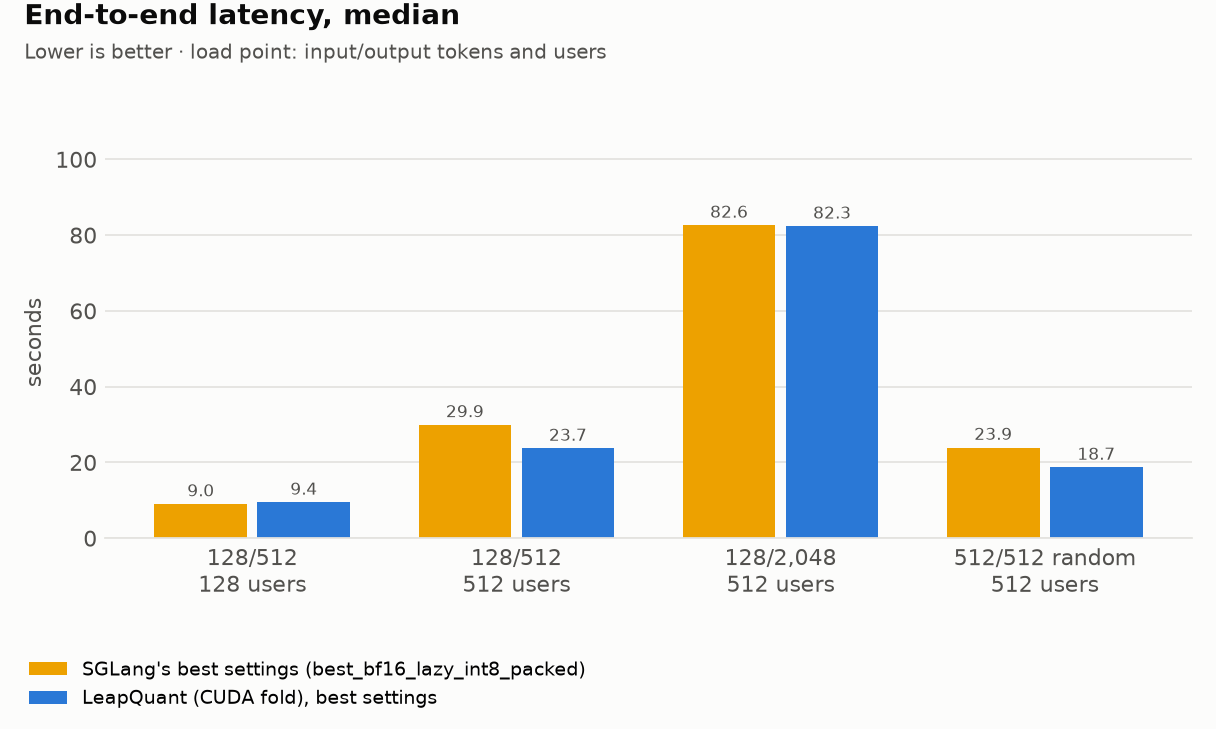 End-to-end latency, median
Lower is better · load point: input/output tokens and users
seconds
100
80
60
40
20
0
9.0
9.4
29.9
23.7
82.6
82.3
23.9
18.7
128/512
128 users
128/512
512 users
128/2,048
512 users
512/512 random
512 users
SGLang's best settings (best_bf16_lazy_int8_packed)
LeapQuant (CUDA fold), best settings